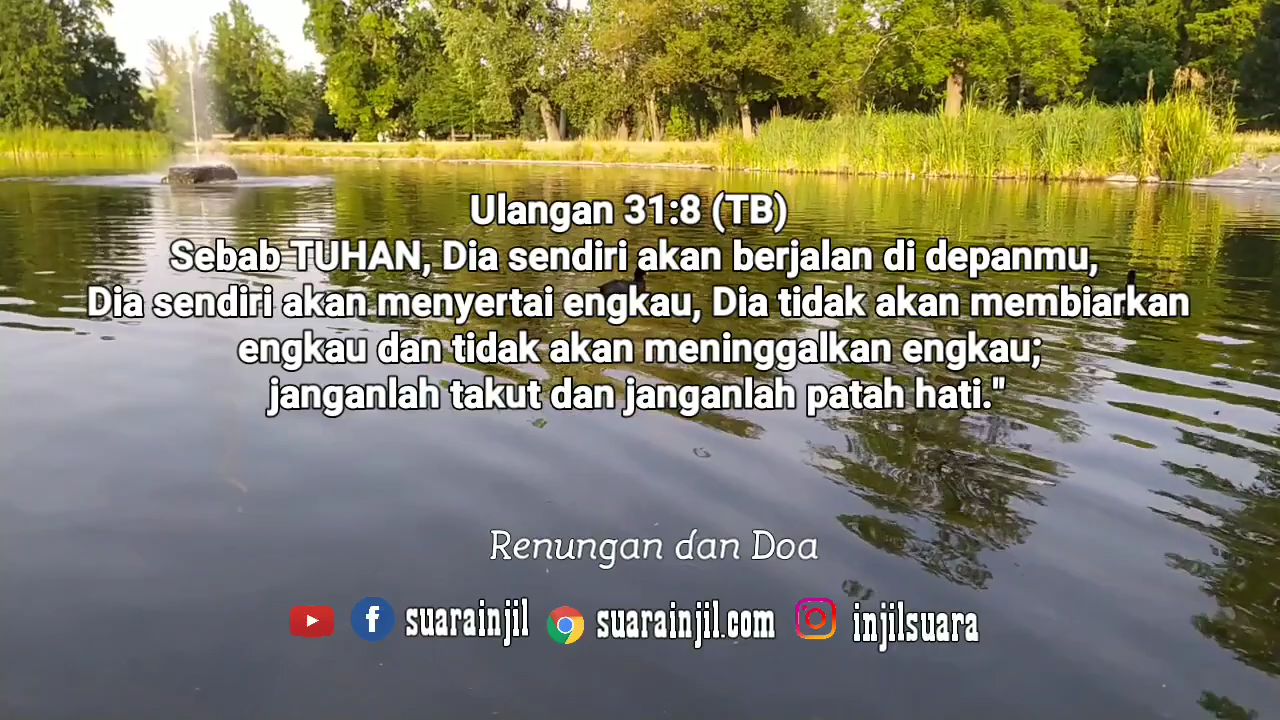 Ulangan 31:8 (TB)
Sebab TUHAN, Dia sendiri akan berjalan di depanmu,
Dia sendiri akan menyertai engkau, Dia tidak akan membiarkan
engkau dan tidak akan meninggalkan engkau;
janganlah takut dan janganlah patah hati."
Renungan dan Doa
suarainjil suarainjil.com injilsuara